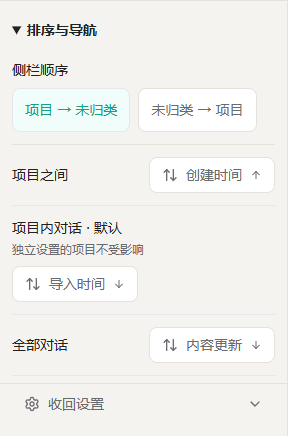 ▼ 排序与导航
侧栏顺序
项目 → 未归类
未归类 → 项目
项目之间
创建时间 ↑
项目内对话 · 默认
独立设置的项目不受影响
导入时间 ↓
全部对话
内容更新 ↓
收回设置